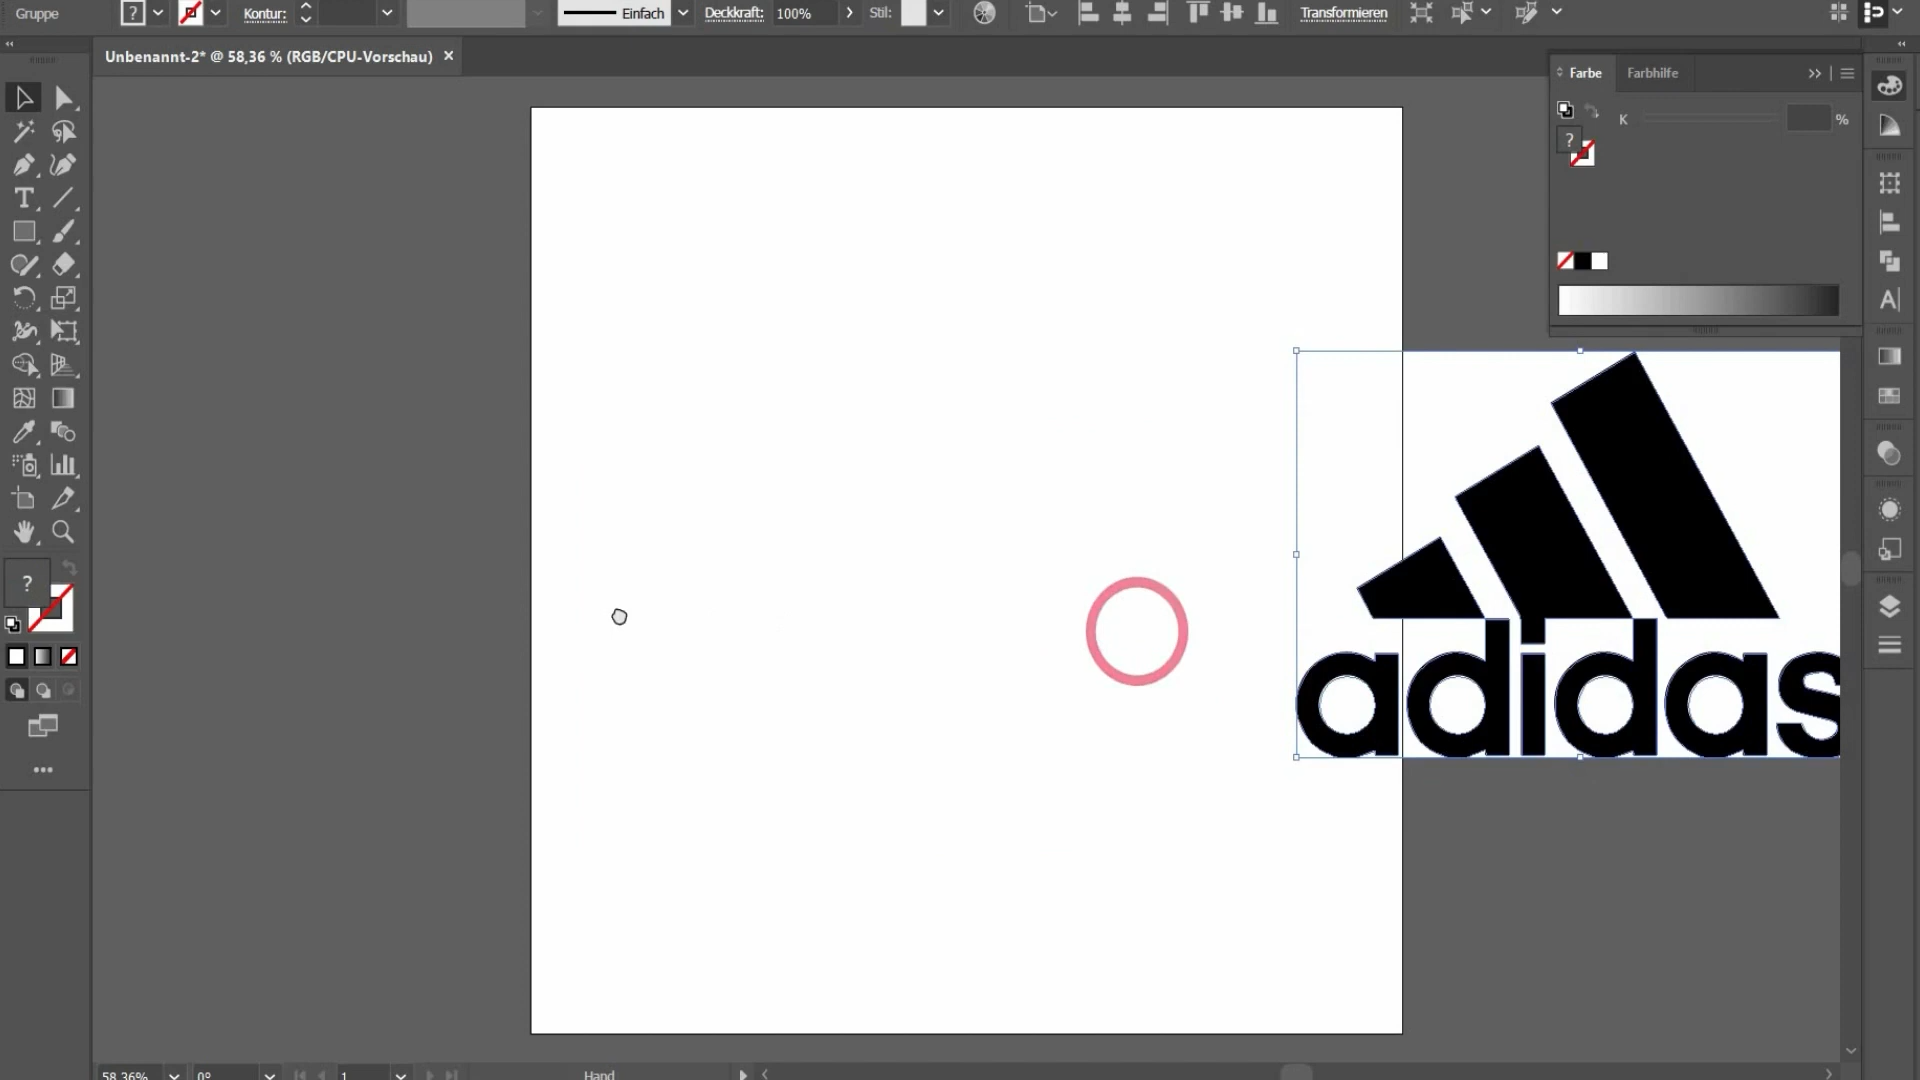 Gruppe ? Kontur: Einfach Deckkraft: 100% Stil: Transformieren
Unbenannt-2* @ 58,36 % (RGB/CPU-Vorschau) ×
Farbe Farbhilfe
K %
?
adidas
?
58,36% 0° 1 Hand